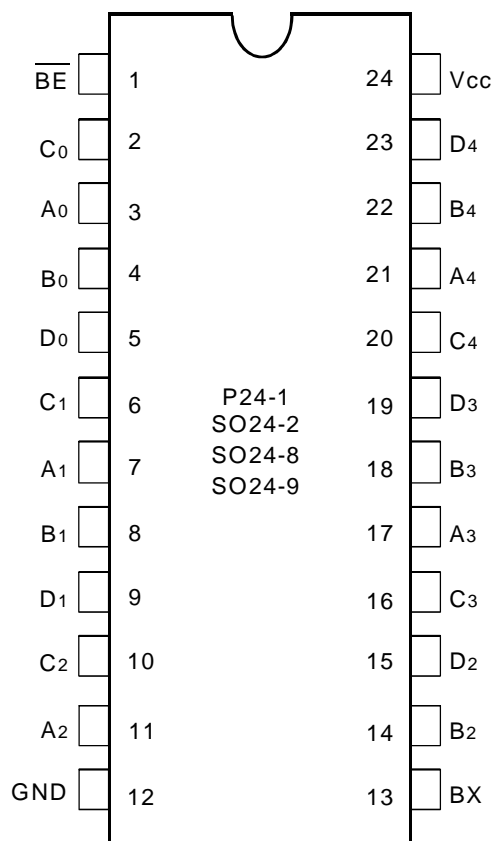 B̅E̅ 1 24 Vcc
C0 2 23 D4
A0 3 22 B4
B0 4 21 A4
D0 5 20 C4
C1 6 P24-1 19 D3
SO24-2
A1 7 SO24-8 18 B3
SO24-9
B1 8 17 A3
D1 9 16 C3
C2 10 15 D2
A2 11 14 B2
GND 12 13 BX